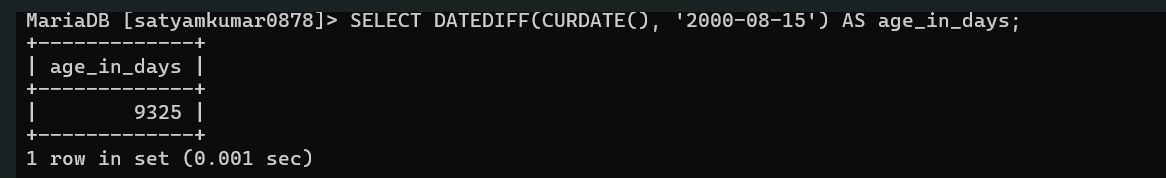 MariaDB [satyamkumar0878]> SELECT DATEDIFF(CURDATE(), '2000-08-15') AS age_in_days;
+-------------+
| age_in_days |
+-------------+
|        9325 |
+-------------+
1 row in set (0.001 sec)